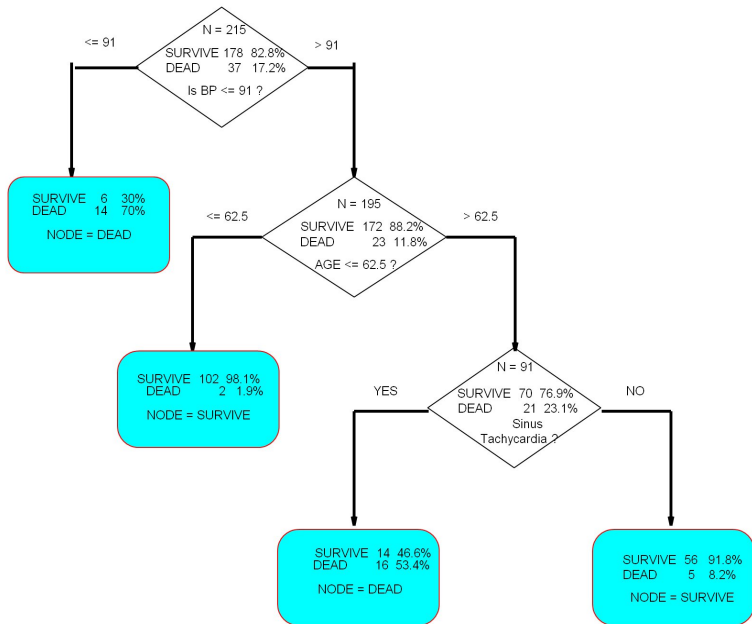 N = 215
<= 91
> 91
SURVIVE 178 82.8%
DEAD 37 17.2%
Is BP <= 91 ?
SURVIVE 6 30%
DEAD 14 70%
NODE = DEAD
N = 195
<= 62.5
> 62.5
SURVIVE 172 88.2%
DEAD 23 11.8%
AGE <= 62.5 ?
SURVIVE 102 98.1%
DEAD 2 1.9%
NODE = SURVIVE
N = 91
YES
NO
SURVIVE 70 76.9%
DEAD 21 23.1%
Sinus
Tachycardia ?
SURVIVE 14 46.6%
DEAD 16 53.4%
NODE = DEAD
SURVIVE 56 91.8%
DEAD 5 8.2%
NODE = SURVIVE